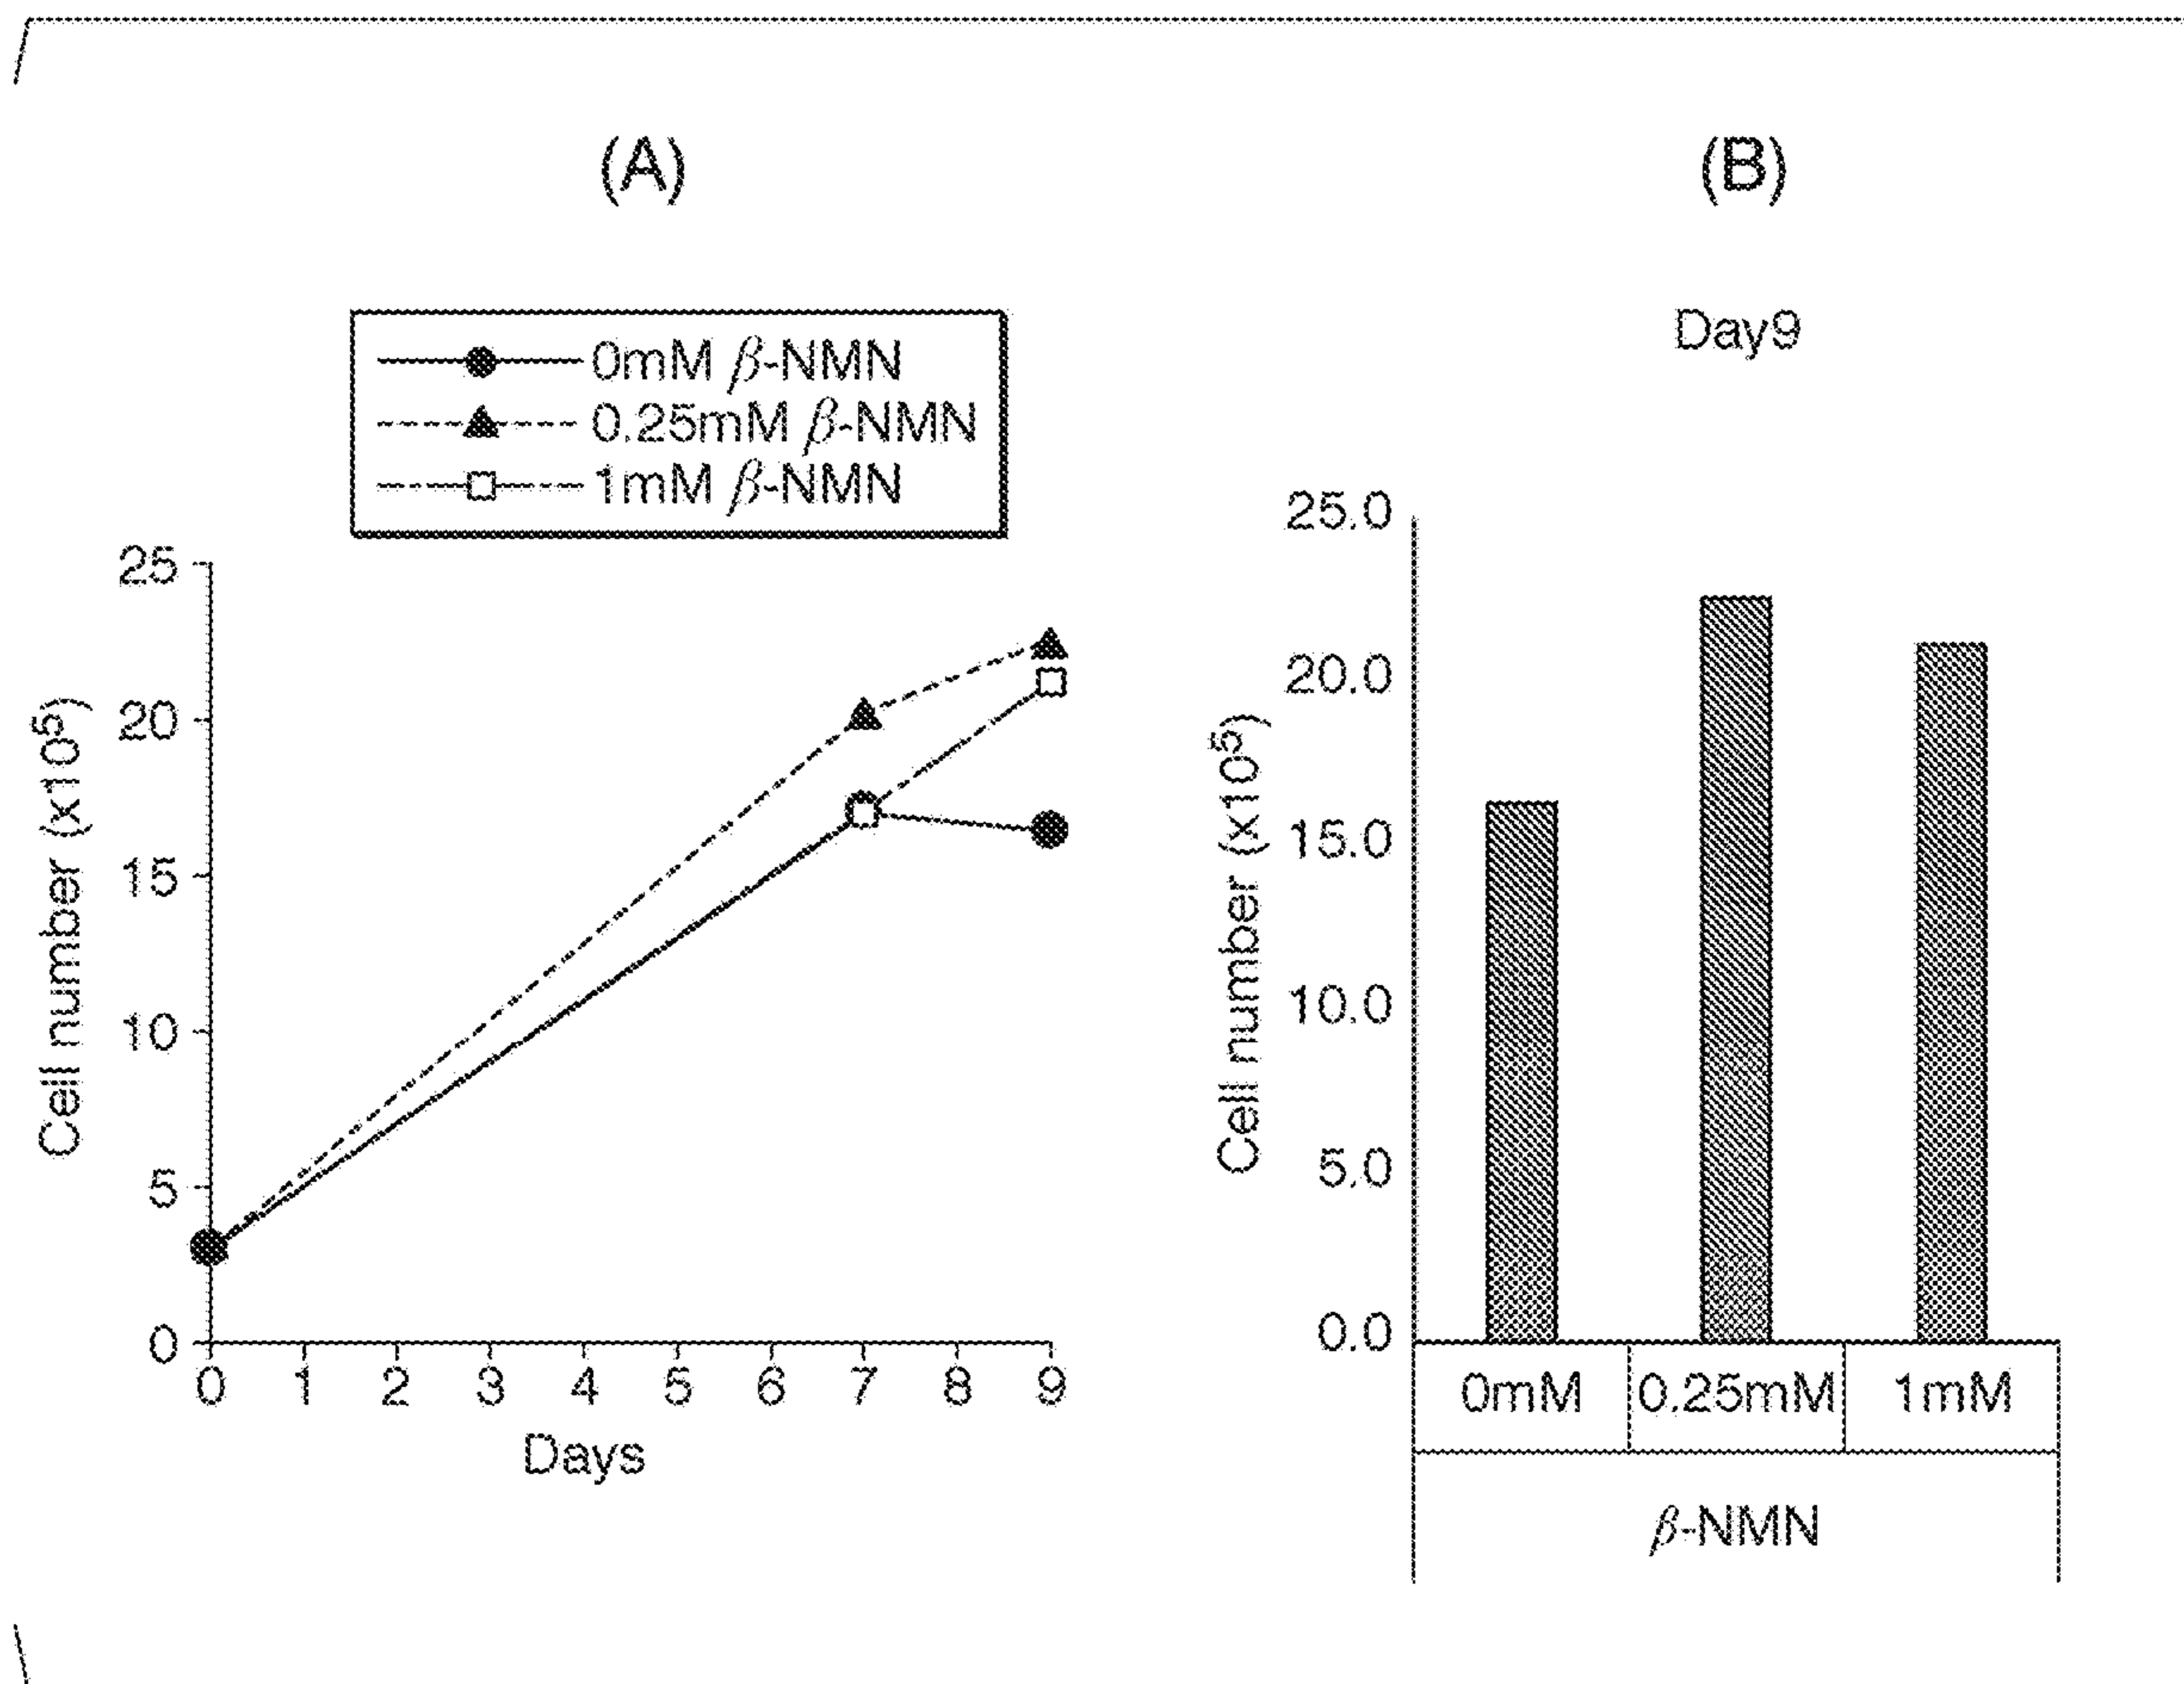 (A)
0mM β-NMN
0.25mM β-NMN
1mM β-NMN
25
20
15
10
5
0
Cell number (x10⁵)
0 1 2 3 4 5 6 7 8 9
Days
(B)
Day9
25.0
20.0
15.0
10.0
5.0
0.0
Cell number (x10⁵)
0mM 0.25mM 1mM
β-NMN